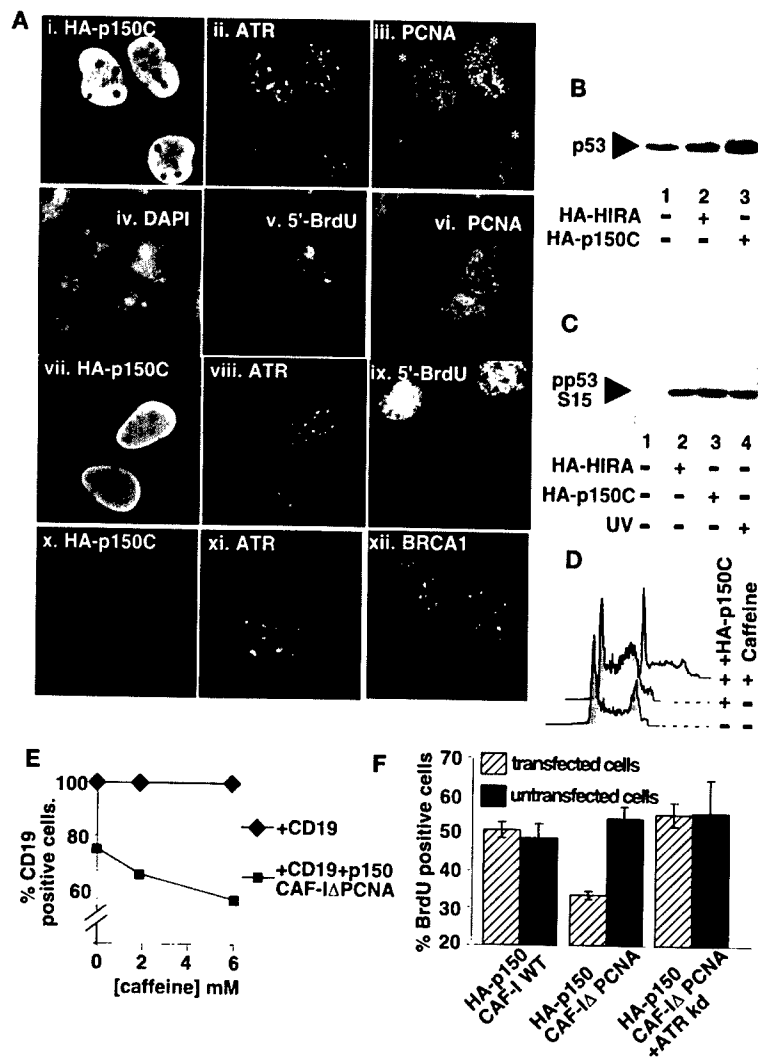 A
i. HA-p150C
ii. ATR
iii. PCNA
* *
*
iv. DAPI
v. 5'-BrdU
vi. PCNA
vii. HA-p150C
viii. ATR
ix. 5'-BrdU
x. HA-p150C
xi. ATR
xii. BRCA1
B
p53
1 2 3
HA-HIRA - + -
HA-p150C - - +
C
pp53
S15
1 2 3 4
HA-HIRA - + - -
HA-p150C - - + -
UV - - - +
D
+HA-p150C
Caffeine
+ +
+ -
- -
E
% CD19
positive cells.
100
80
60
0 2 4 6
[caffeine] mM
+CD19
+CD19+p150
CAF-IΔPCNA
F
% BrdU positive cells
70
60
50
40
30
20
transfected cells
untransfected cells
HA-p150
CAF-I WT
HA-p150
CAF-IΔ PCNA
HA-p150
CAF-IΔ PCNA
+ATR kd